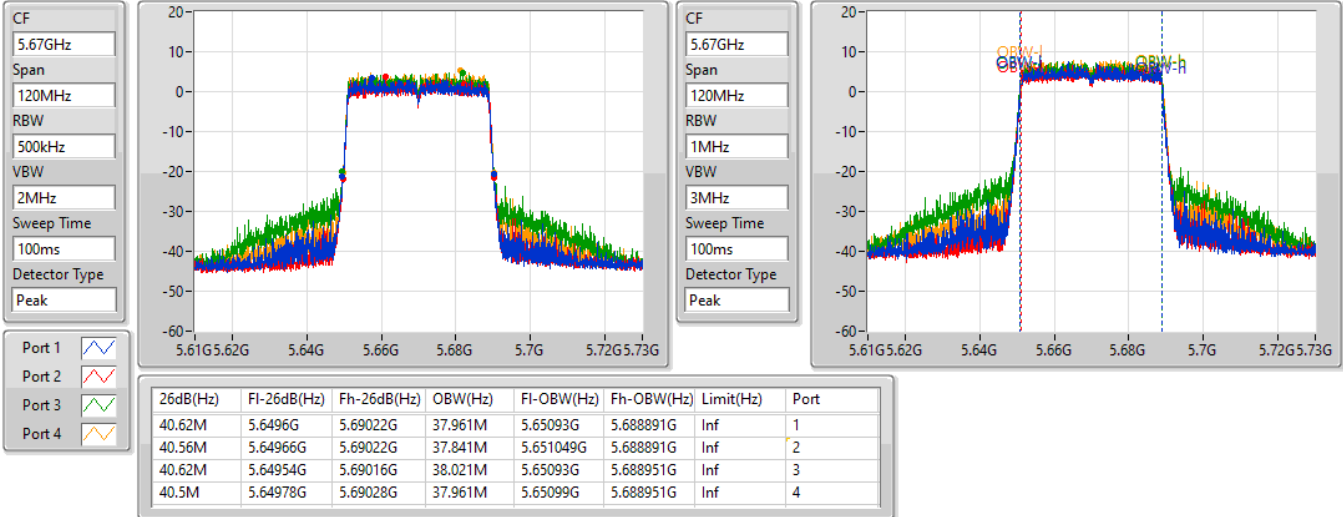 CF
5.67GHz
Span
120MHz
RBW
500kHz
VBW
2MHz
Sweep Time
100ms
Detector Type
Peak
20
10
0
-10
-20
-30
-40
-50
-60
5.61G 5.62G 5.64G 5.66G 5.68G 5.7G 5.72G 5.73G
CF
5.67GHz
Span
120MHz
RBW
1MHz
VBW
3MHz
Sweep Time
100ms
Detector Type
Peak
20
10
0
-10
-20
-30
-40
-50
-60
OBW-l
OBW-h
5.61G 5.62G 5.64G 5.66G 5.68G 5.7G 5.72G 5.73G
Port 1
Port 2
Port 3
Port 4
26dB(Hz) Fl-26dB(Hz) Fh-26dB(Hz) OBW(Hz) Fl-OBW(Hz) Fh-OBW(Hz) Limit(Hz) Port
40.62M 5.6496G 5.69022G 37.961M 5.65093G 5.688891G Inf 1
40.56M 5.64966G 5.69022G 37.841M 5.651049G 5.688891G Inf 2
40.62M 5.64954G 5.69016G 38.021M 5.65093G 5.688951G Inf 3
40.5M 5.64978G 5.69028G 37.961M 5.65099G 5.688951G Inf 4